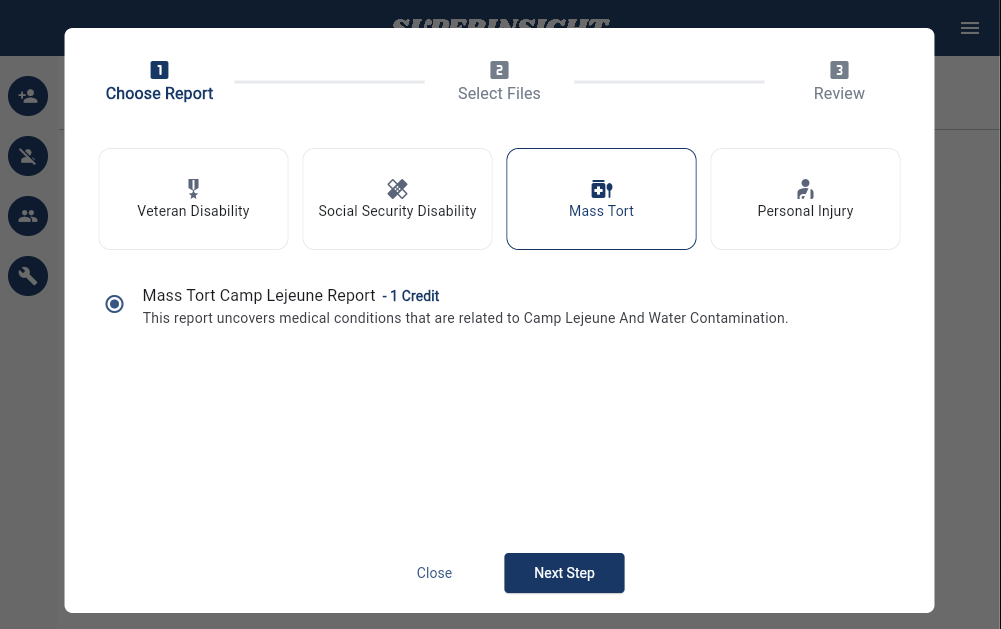 SUPERINSIGHT
1
Choose Report
2
Select Files
3
Review
Veteran Disability
Social Security Disability
Mass Tort
Personal Injury
Mass Tort Camp Lejeune Report - 1 Credit
This report uncovers medical conditions that are related to Camp Lejeune And Water Contamination.
Close
Next Step